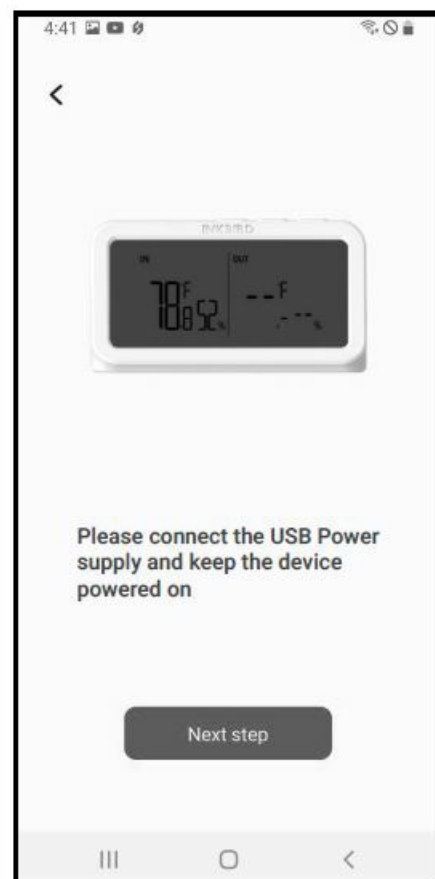 4:41
INKBIRD
IN
OUT
78°F
--°F
%
.- -- %
Please connect the USB Power
supply and keep the device
powered on
Next step